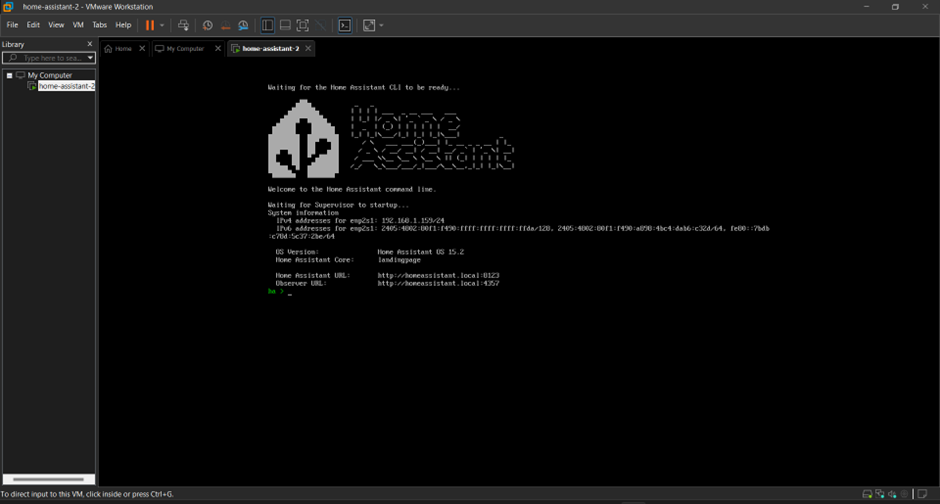 home-assistant-2 - VMware Workstation
File Edit View VM Tabs Help
Library
Type here to sea...
Home
My Computer
home-assistant-2
My Computer
home-assistant-2
Waiting for the Home Assistant CLI to be ready...
Home
Assistant
Welcome to the Home Assistant command line.
Waiting for Supervisor to startup...
System information
IPv4 addresses for enp2s1: 192.168.1.159/24
IPv6 addresses for enp2s1: 2405:4802:80f1:f490:ffff:ffff:ffff:ffda/128, 2405:4802:80f1:f490:a898:4bc4:dab6:c32d/64, fe80::7bdb
:c78d:5c37:2be/64
OS Version: Home Assistant OS 15.2
Home Assistant Core: landingpage
Home Assistant URL: http://homeassistant.local:8123
Observer URL: http://homeassistant.local:4357
ha > _
To direct input to this VM, click inside or press Ctrl+G.